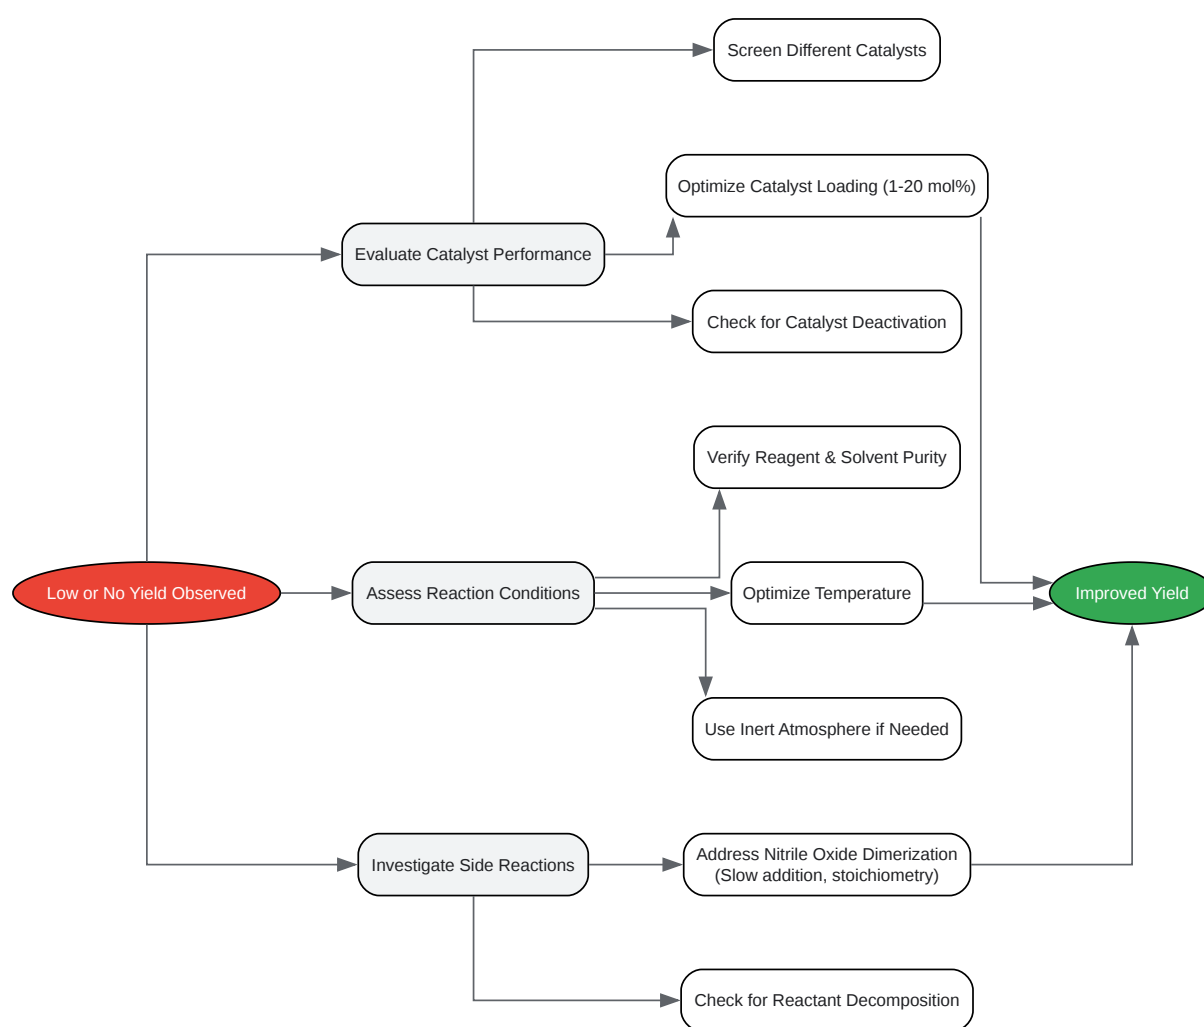 Screen Different Catalysts
Optimize Catalyst Loading (1-20 mol%)
Evaluate Catalyst Performance
Check for Catalyst Deactivation
Verify Reagent & Solvent Purity
Low or No Yield Observed
Assess Reaction Conditions
Optimize Temperature
Improved Yield
Use Inert Atmosphere if Needed
Investigate Side Reactions
Address Nitrile Oxide Dimerization
(Slow addition, stoichiometry)
Check for Reactant Decomposition